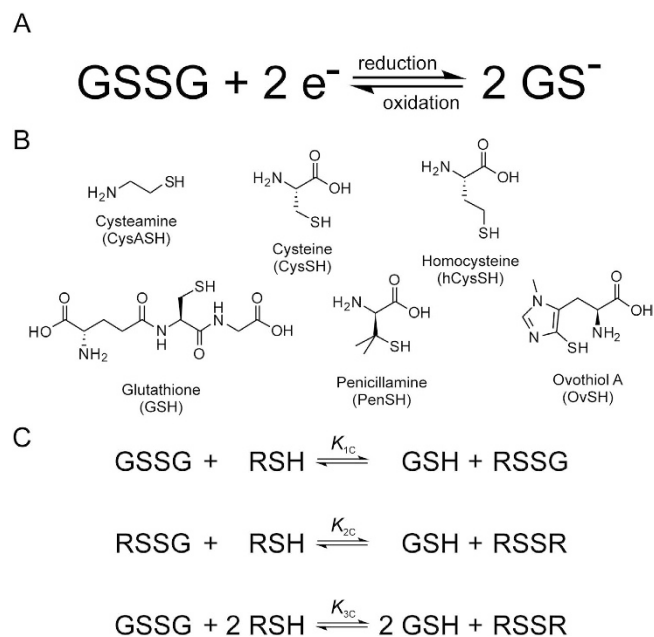 A
reduction
GSSG + 2 e⁻ ⇌ 2 GS⁻
oxidation
B
H₂N SH
Cysteamine
(CysASH)
H₂N O OH SH
Cysteine
(CysSH)
H₂N O OH SH
Homocysteine
(hCysSH)
HO O NH₂ O N H SH O H N O OH
Glutathione
(GSH)
H₂N O OH SH
Penicillamine
(PenSH)
N N SH O OH NH₂
Ovothiol A
(OvSH)
C
K₁C
GSSG + RSH ⇌ GSH + RSSG
K₂C
RSSG + RSH ⇌ GSH + RSSR
K₃C
GSSG + 2 RSH ⇌ 2 GSH + RSSR